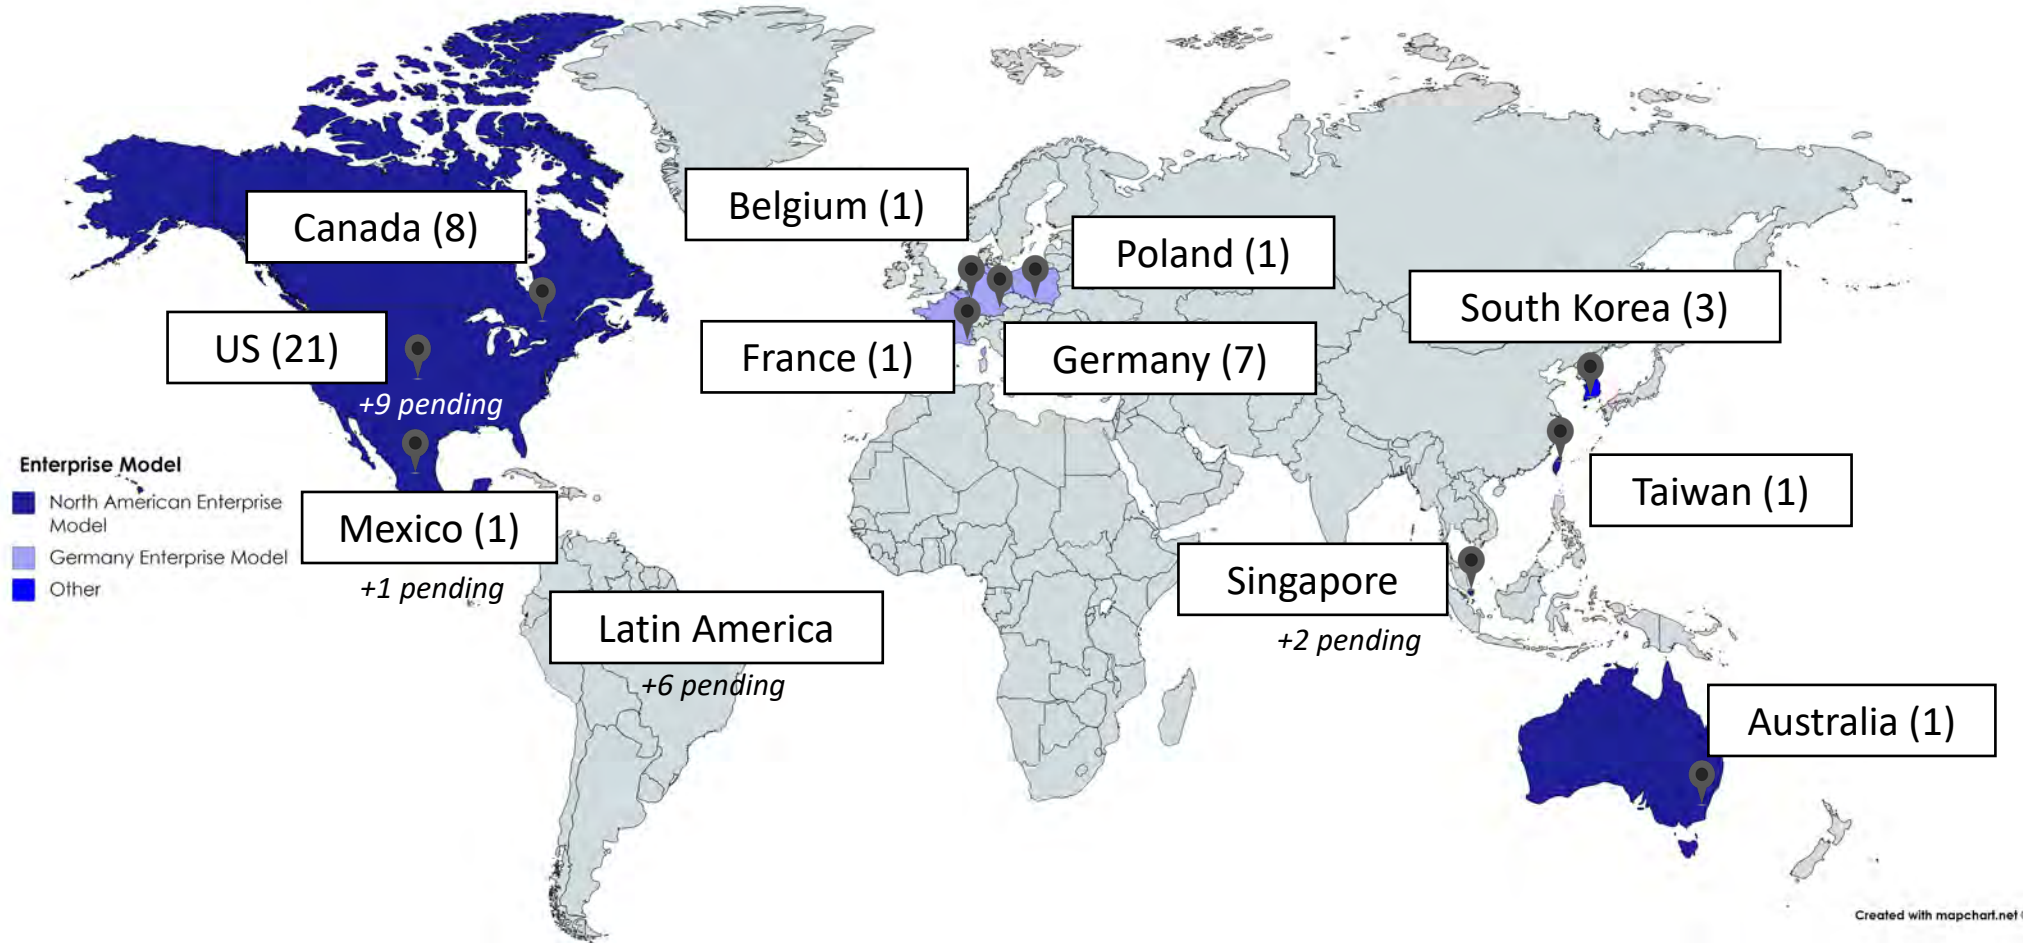 Canada (8)
Belgium (1)
Poland (1)
South Korea (3)
US (21)
+9 pending
France (1)
Germany (7)
Enterprise Model
North American Enterprise
Model
Germany Enterprise Model
Other
Mexico (1)
+1 pending
Taiwan (1)
Singapore
+2 pending
Latin America
+6 pending
Australia (1)
Created with mapchart.net ©